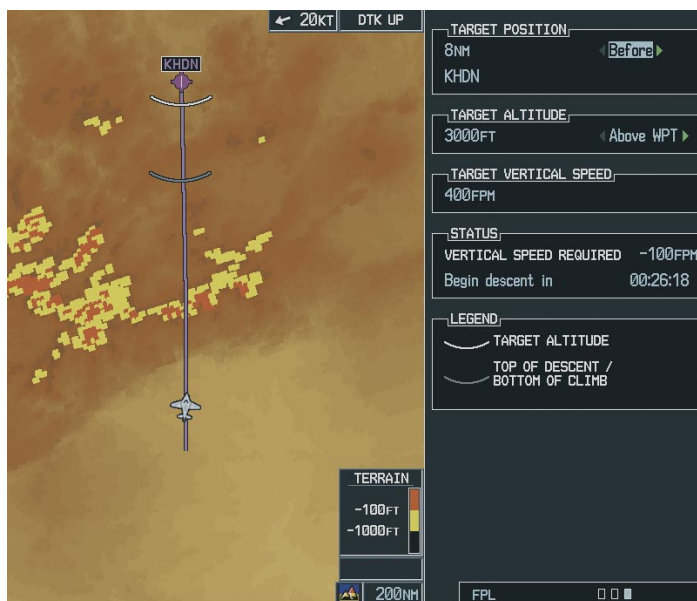 20KT
DTK UP
KHDN
TERRAIN
-100FT
-1000FT
200NM
TARGET POSITION
8NM Before
KHDN
TARGET ALTITUDE
3000FT Above WPT
TARGET VERTICAL SPEED
400FPM
STATUS
VERTICAL SPEED REQUIRED -100FPM
Begin descent in 00:26:18
LEGEND
TARGET ALTITUDE
TOP OF DESCENT /
BOTTOM OF CLIMB
FPL